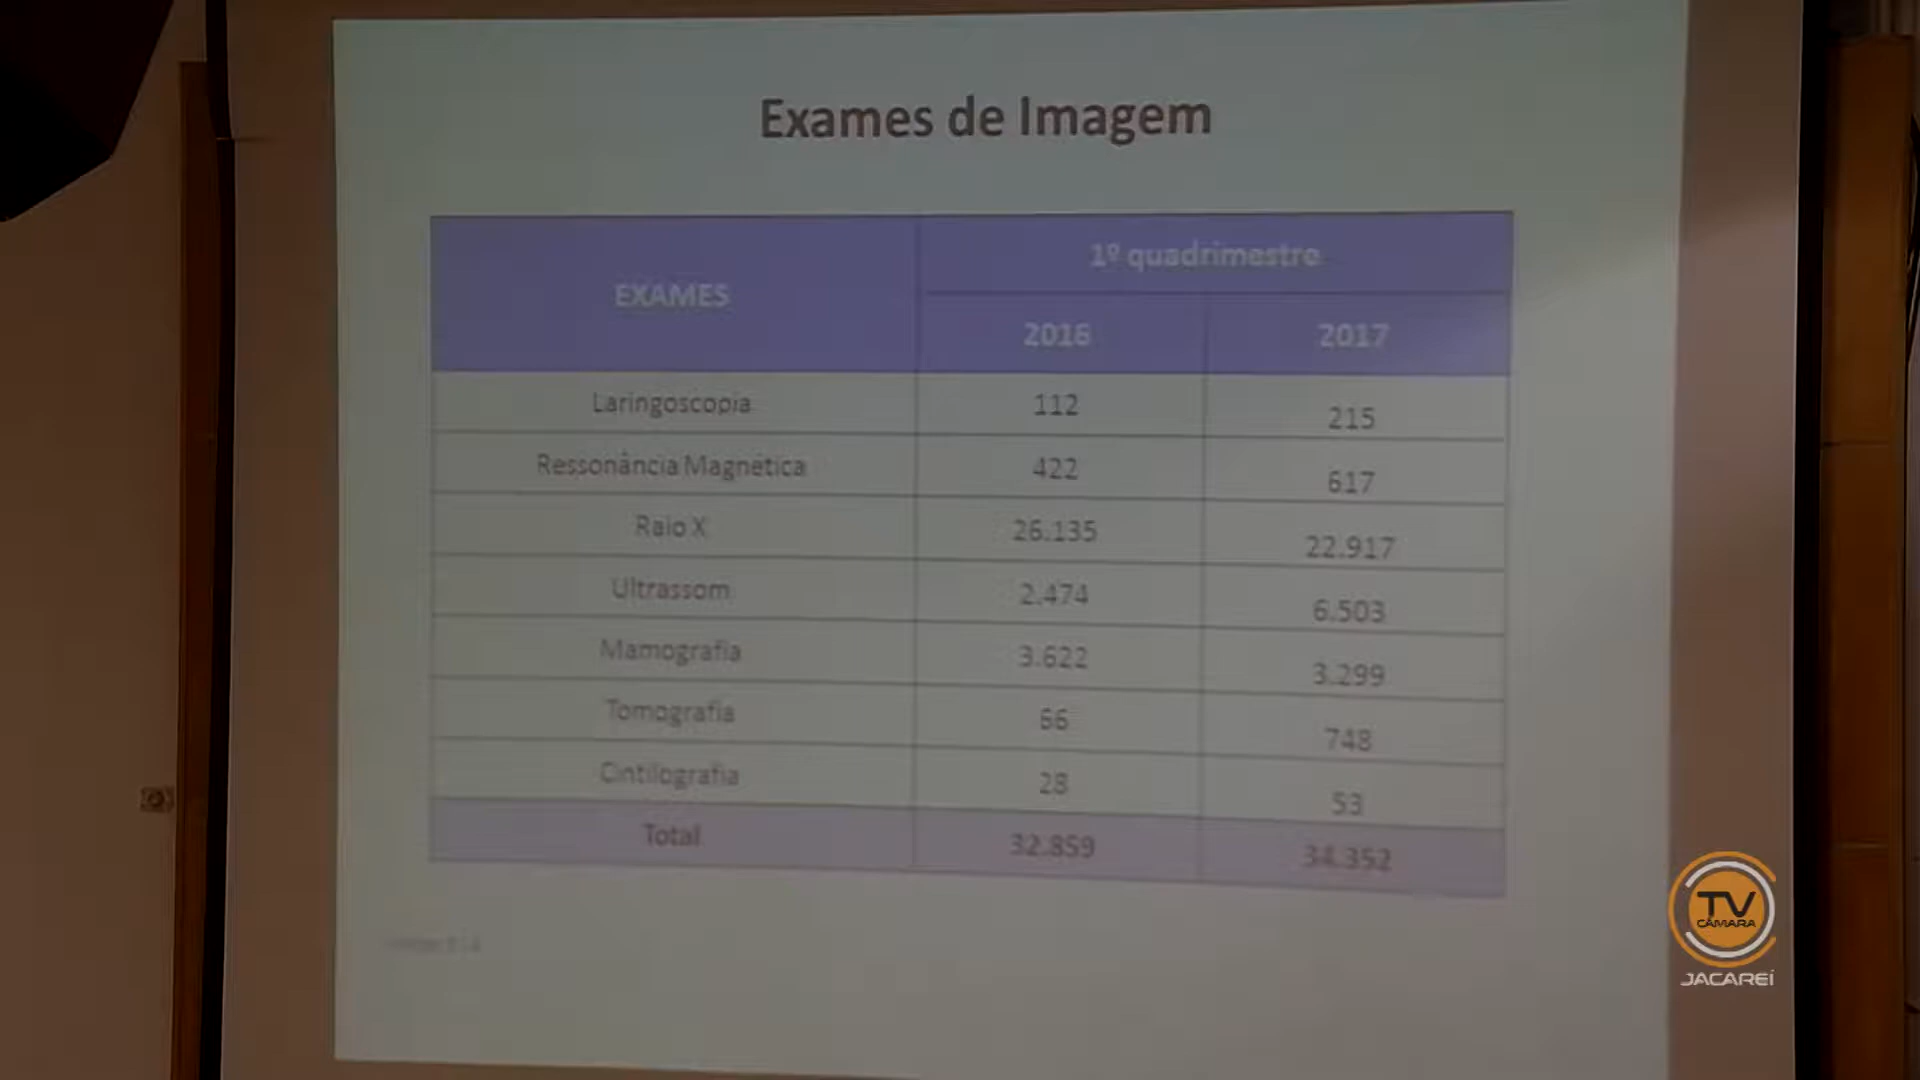 Exames de Imagem
EXAMES
1º quadrimestre
2016 2017
Laringoscopia 112 215
Ressonância Magnética 422 617
Raio X 26.135 22.917
Ultrassom 2.474 6.503
Mamografia 3.622 3.299
Tomografia 66 748
Cintilografia 28 53
Total 32.859 34.352
TV
CÂMARA
JACAREÍ